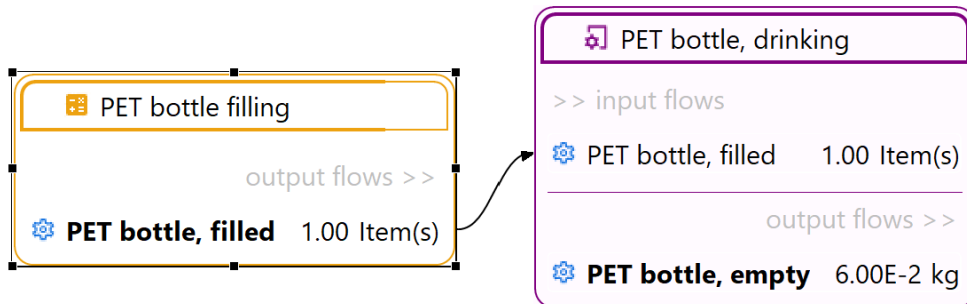 PET bottle filling
output flows >>
PET bottle, filled 1.00 Item(s)
PET bottle, drinking
>> input flows
PET bottle, filled 1.00 Item(s)
output flows >>
PET bottle, empty 6.00E-2 kg